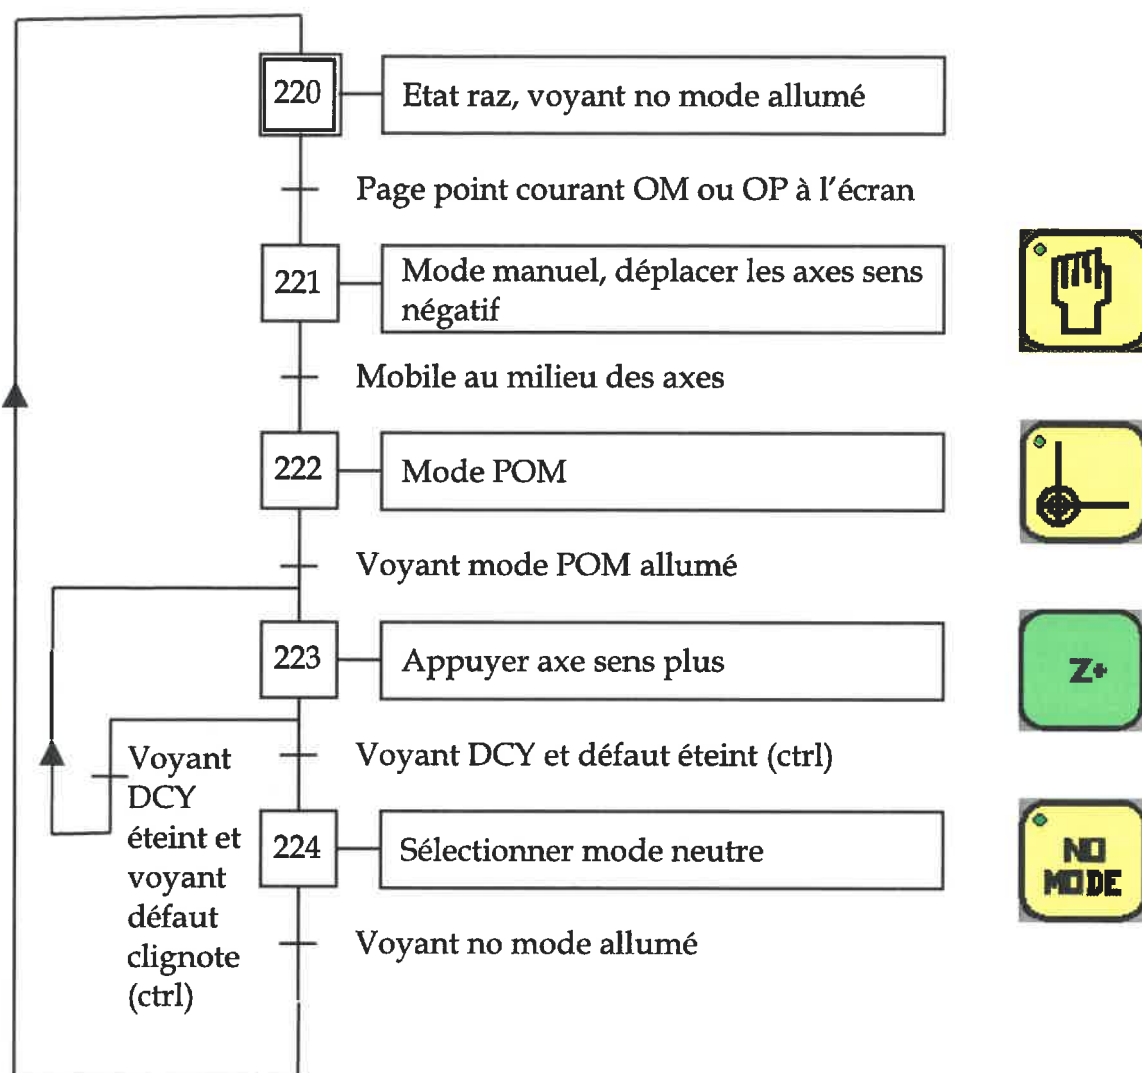 220
Etat raz, voyant no mode allumé
Page point courant OM ou OP à l'écran
221
Mode manuel, déplacer les axes sens
négatif
Mobile au milieu des axes
222
Mode POM
Voyant mode POM allumé
223
Appuyer axe sens plus
Z+
Voyant DCY et défaut éteint (ctrl)
Voyant
DCY
éteint et
voyant
défaut
clignote
(ctrl)
224
Sélectionner mode neutre
NO
MODE
Voyant no mode allumé